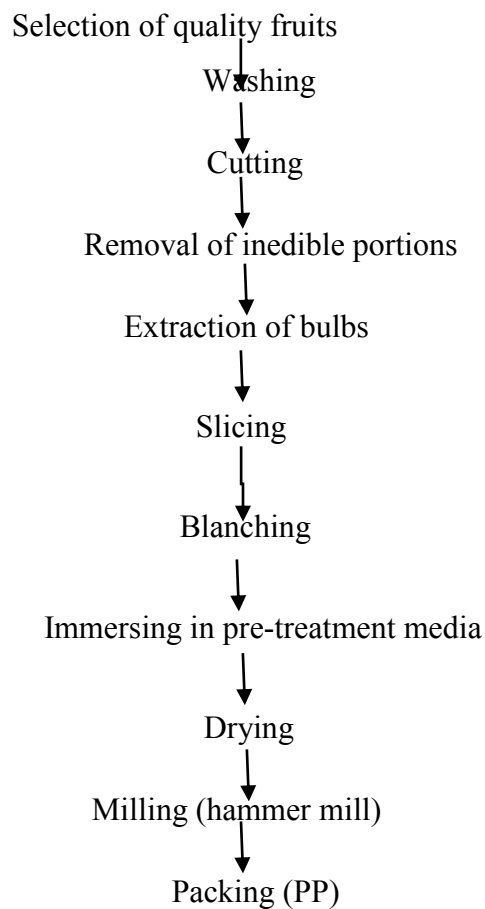 Selection of quality fruits
Washing
Cutting
Removal of inedible portions
Extraction of bulbs
Slicing
Blanching
Immersing in pre-treatment media
Drying
Milling (hammer mill)
Packing (PP)